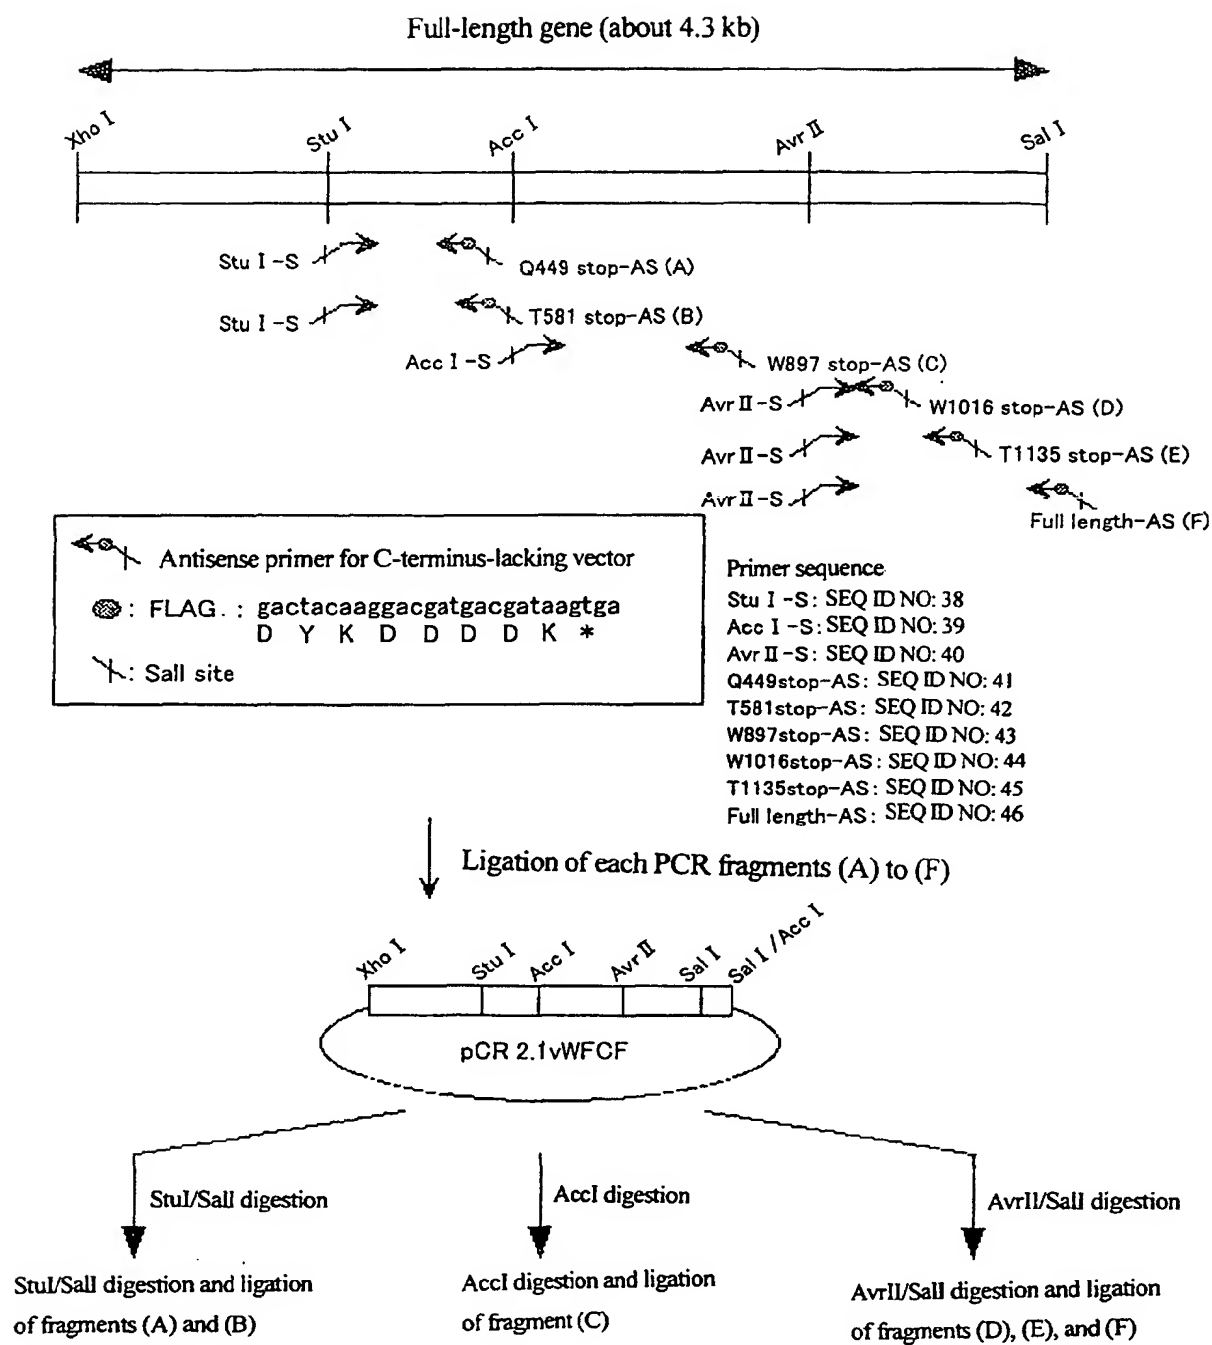 Full-length gene (about 4.3 kb)
Xho I Stu I Acc I Avr II Sal I
Stu I -S Q449 stop-AS (A)
Stu I -S T581 stop-AS (B)
Acc I -S W897 stop-AS (C)
Avr II -S W1016 stop-AS (D)
Avr II -S T1135 stop-AS (E)
Avr II -S Full length-AS (F)
Antisense primer for C-terminus-lacking vector
: FLAG. : gactacaaggacgatgacgataagtga
D Y K D D D D K *
: SalI site
Primer sequence
Stu I -S: SEQ ID NO: 38
Acc I -S: SEQ ID NO: 39
Avr II -S: SEQ ID NO: 40
Q449stop-AS: SEQ ID NO: 41
T581stop-AS: SEQ ID NO: 42
W897stop-AS: SEQ ID NO: 43
W1016stop-AS: SEQ ID NO: 44
T1135stop-AS: SEQ ID NO: 45
Full length-AS: SEQ ID NO: 46
Ligation of each PCR fragments (A) to (F)
Xho I Stu I Acc I Avr II Sal I Sal I /Acc I
pCR 2.1vWFCF
StuI/SalI digestion AccI digestion AvrII/SalI digestion
StuI/SalI digestion and ligation
of fragments (A) and (B)
AccI digestion and ligation
of fragment (C)
AvrII/SalI digestion and ligation
of fragments (D), (E), and (F)